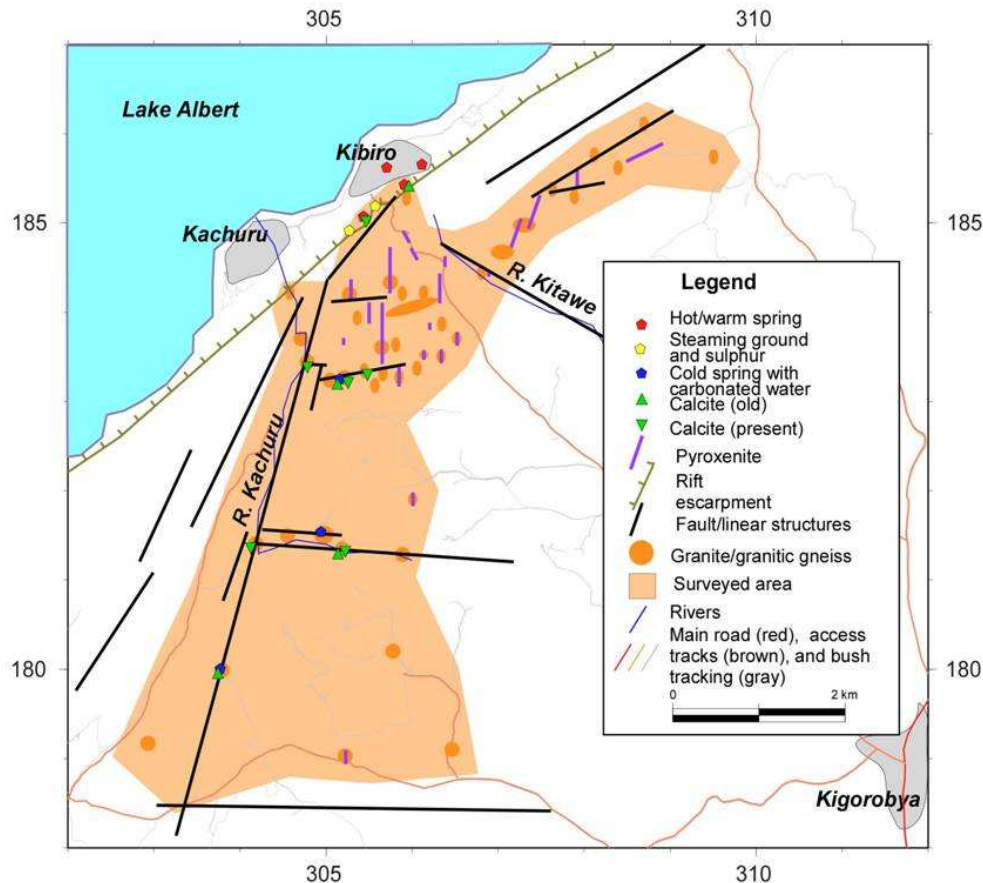 305
310
Lake Albert
Kibiro
185
Kachuru
185
R. Kitawe
R. Kachuru
Legend
Hot/warm spring
Steaming ground
and sulphur
Cold spring with
carbonated water
Calcite (old)
Calcite (present)
Pyroxenite
Rift
escarpment
Fault/linear structures
Granite/granitic gneiss
Surveyed area
Rivers
Main road (red), access
tracks (brown), and bush
tracking (gray)
0
2 km
180
180
Kigorobya
305
310